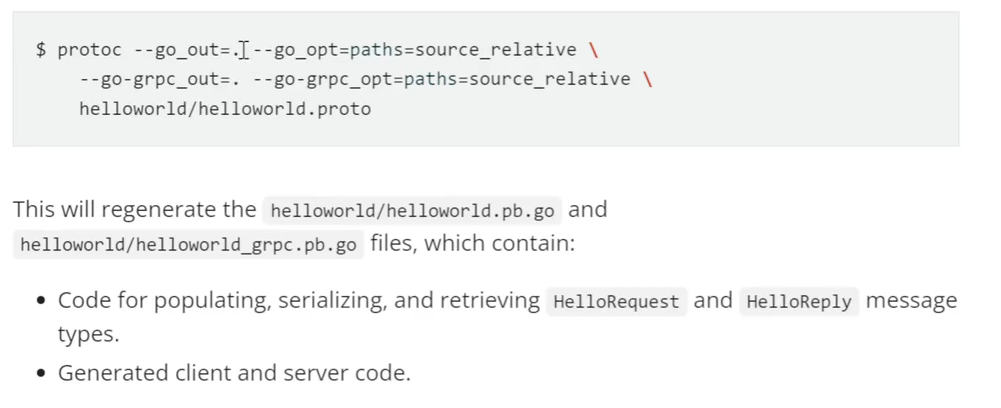 $ protoc --go_out=. --go_opt=paths=source_relative \
--go-grpc_out=. --go-grpc_opt=paths=source_relative \
helloworld/helloworld.proto
This will regenerate the helloworld/helloworld.pb.go and
helloworld/helloworld_grpc.pb.go files, which contain:
• Code for populating, serializing, and retrieving HelloRequest and HelloReply message
types.
• Generated client and server code.